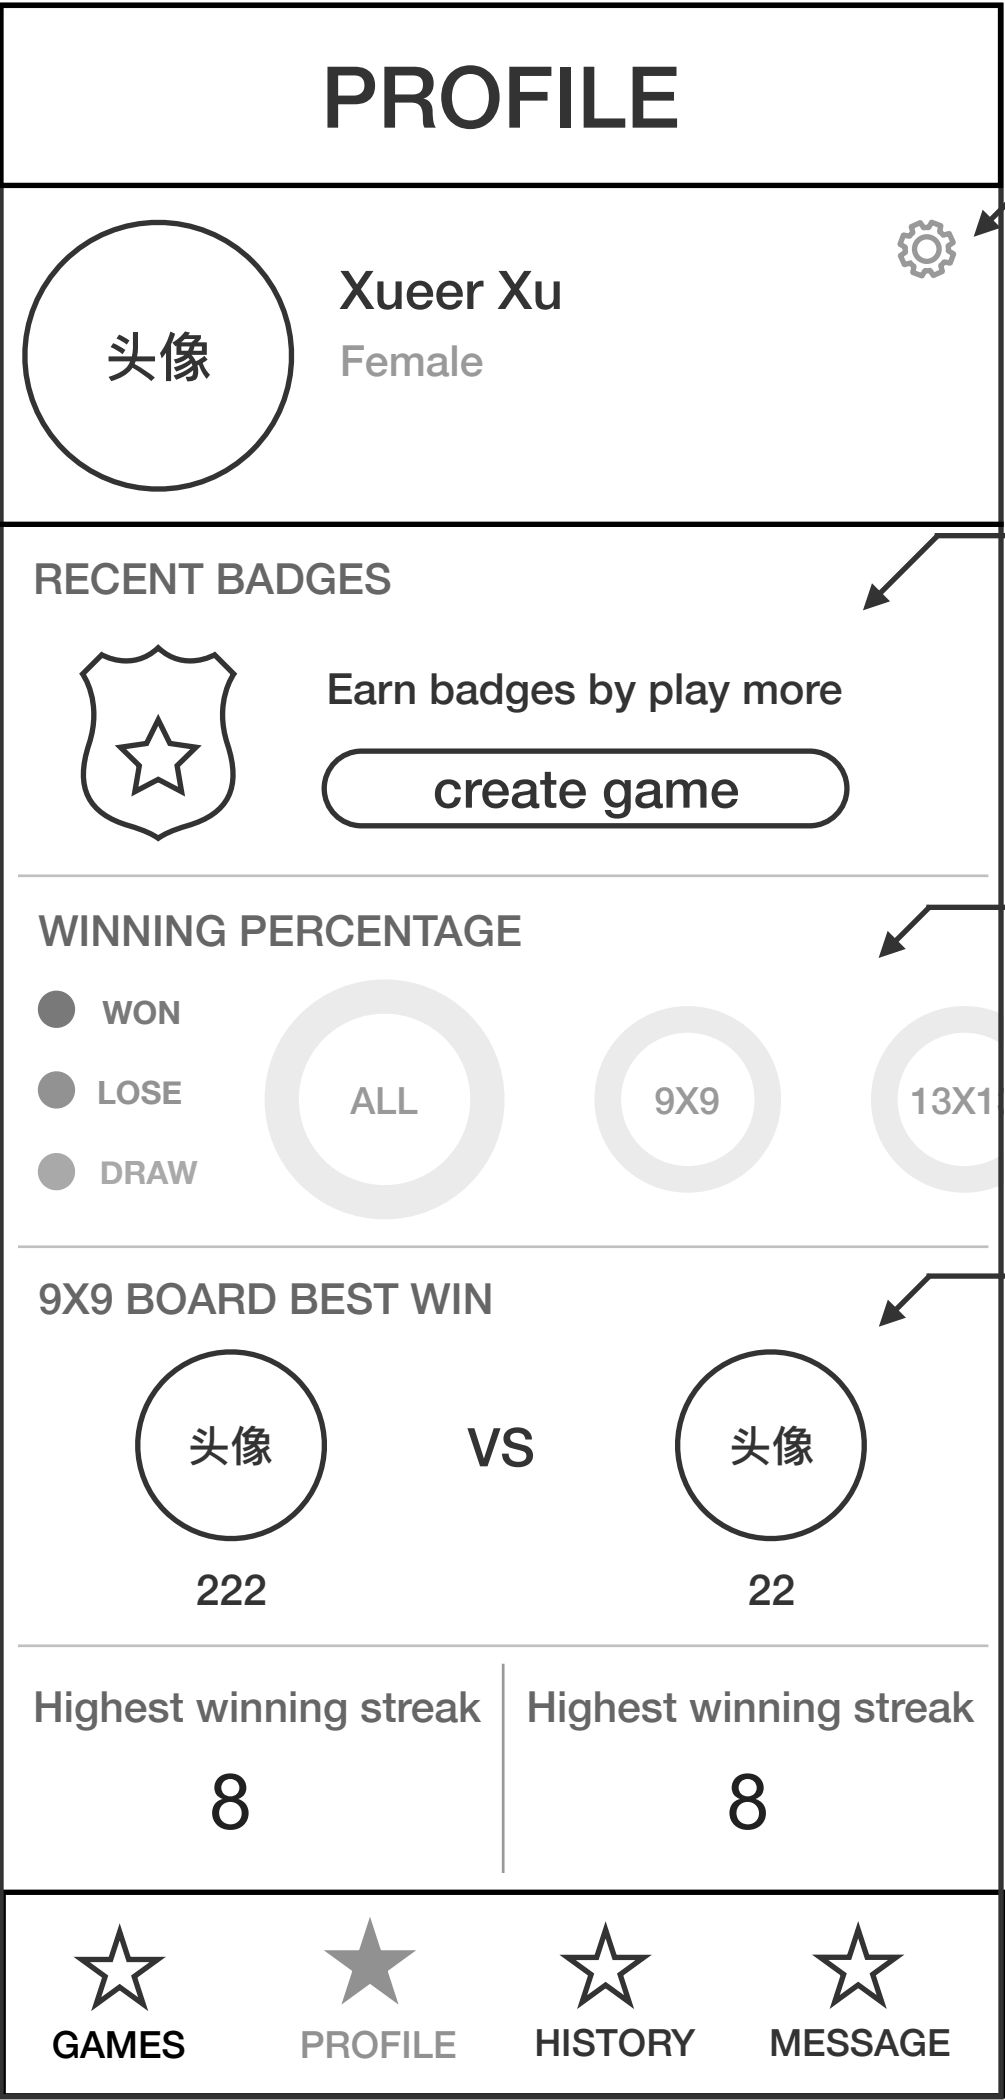 PROFILE
头像
Xueer Xu
Female
RECENT BADGES
Earn badges by play more
create game
WINNING PERCENTAGE
WON
LOSE
DRAW
ALL
9X9
13X1
9X9 BOARD BEST WIN
头像
VS
头像
222
22
Highest winning streak
8
Highest winning streak
8
GAMES
PROFILE
HISTORY
MESSAGE